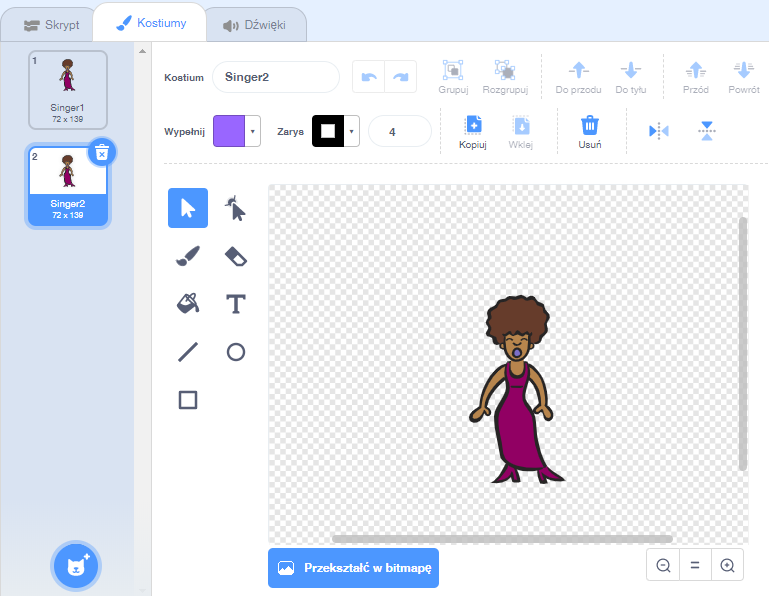 Skrypt
Kostiumy
Dźwięki
1
Singer1
72 x 139
2
Singer2
72 x 139
Kostium
Singer2
Grupuj
Rozgrupuj
Do przodu
Do tyłu
Przód
Powrót
Wypełnij
Zarys
4
Kopiuj
Wklej
Usuń
T
Przekształć w bitmapę